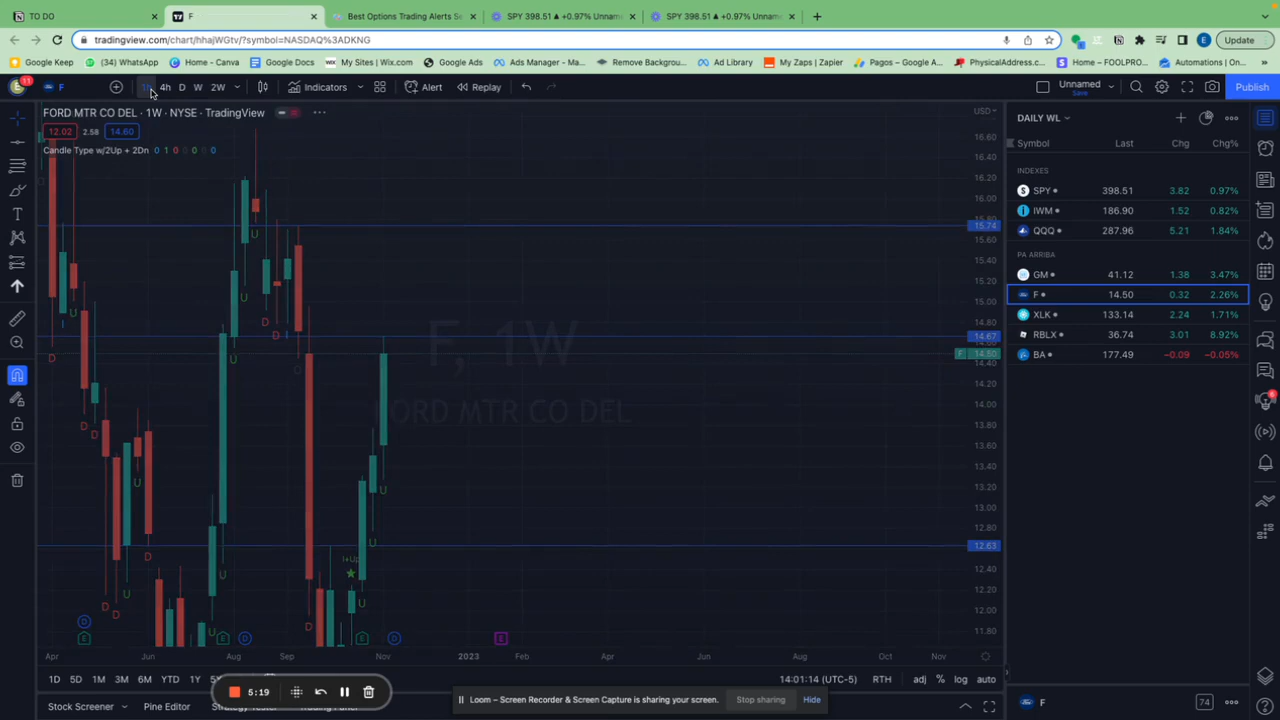 TO DO
F
Best Options Trading Alerts Se
SPY 398.51 ▲ +0.97% Unnam
SPY 398.51 ▲ +0.97% Unnam
tradingview.com/chart/hhajWGtv/?symbol=NASDAQ%3ADKNG
Update
Google Keep
(34) WhatsApp
Home - Canva
Google Docs
My Sites | Wix.com
Google Ads
Ads Manager - Ma...
Remove Backgrou...
Ad Library
My Zaps | Zapier
Pagos – Google A...
PhysicalAddress.c...
Home – FOOLPRO...
Automations | On...
E 11 F 1h 4h D W 2W Indicators Alert Replay Unnamed Save Publish
FORD MTR CO DEL · 1W · NYSE · TradingView
12.02 2.58 14.60
Candle Type w/2Up + 2Dn 0 1 0 0 0 0
F, 1W
FORD MTR CO DEL
USD
16.60
16.40
16.20
16.00
15.80
15.74
15.60
15.40
15.20
15.00
14.80
14.67
14.60
F 14.50
14.40
14.20
14.00
13.80
13.60
13.40
13.20
13.00
12.80
12.63
12.40
12.20
12.00
11.80
Apr Jun Aug Sep Nov 2023 Feb Apr Jun Aug Oct Nov
1D 5D 1M 3M 6M YTD 1Y
14:01:14 (UTC-5) RTH adj % log auto
5:19
Loom – Screen Recorder & Screen Capture is sharing your screen.
Stop sharing
Hide
Stock Screener
Pine Editor
DAILY WL
Symbol Last Chg Chg%
INDEXES
SPY 398.51 3.82 0.97%
IWM 186.90 1.52 0.82%
QQQ 287.96 5.21 1.84%
PA ARRIBA
GM 41.12 1.38 3.47%
F 14.50 0.32 2.26%
XLK 133.14 2.24 1.71%
RBLX 36.74 3.01 8.92%
BA 177.49 −0.09 −0.05%
F 74